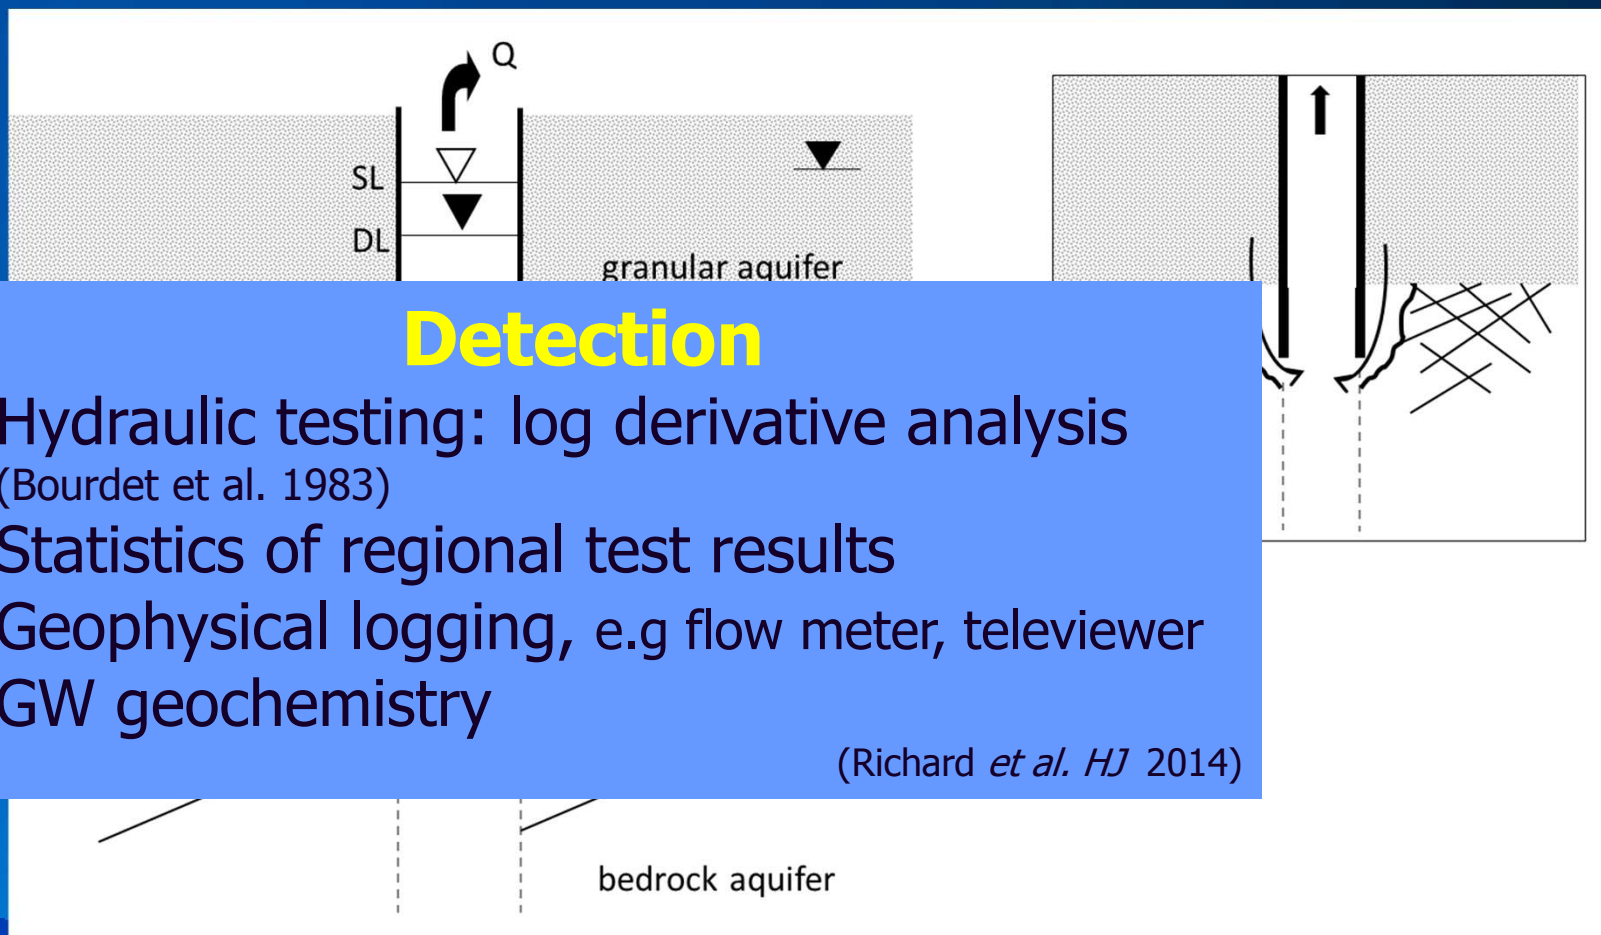 Q
SL
DL
granular aquifer
Detection
Hydraulic testing: log derivative analysis
(Bourdet et al. 1983)
Statistics of regional test results
Geophysical logging, e.g flow meter, televiewer
GW geochemistry
(Richard et al. HJ 2014)
bedrock aquifer